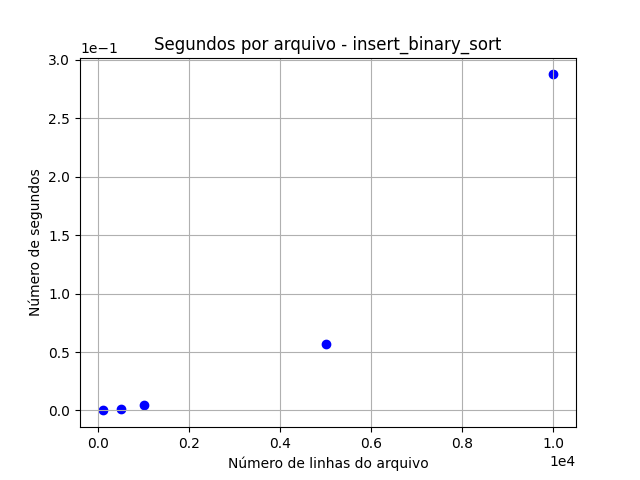 Segundos por arquivo - insert_binary_sort
1e−1
3.0
2.5
2.0
1.5
1.0
0.5
0.0
Número de segundos
0.0 0.2 0.4 0.6 0.8 1.0
1e4
Número de linhas do arquivo